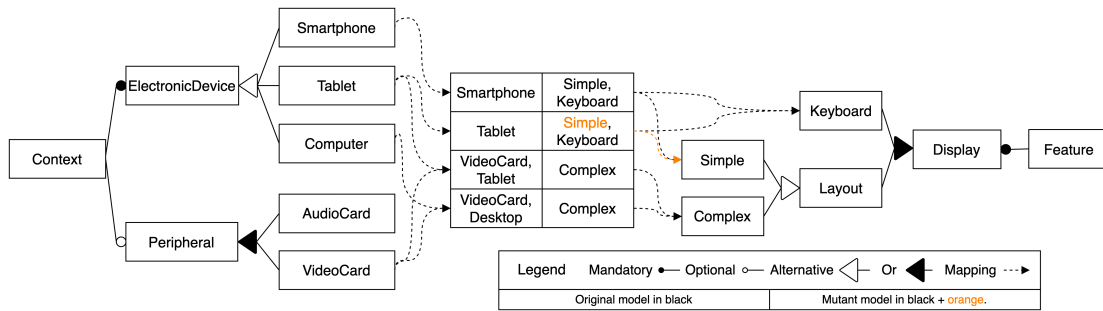 Context
ElectronicDevice
Peripheral
Smartphone
Tablet
Computer
AudioCard
VideoCard
Smartphone
Simple,
Keyboard
Tablet
Simple,
Keyboard
VideoCard,
Tablet
Complex
VideoCard,
Desktop
Complex
Simple
Complex
Keyboard
Layout
Display
Feature
Legend Mandatory Optional Alternative Or Mapping
Original model in black
Mutant model in black + orange.